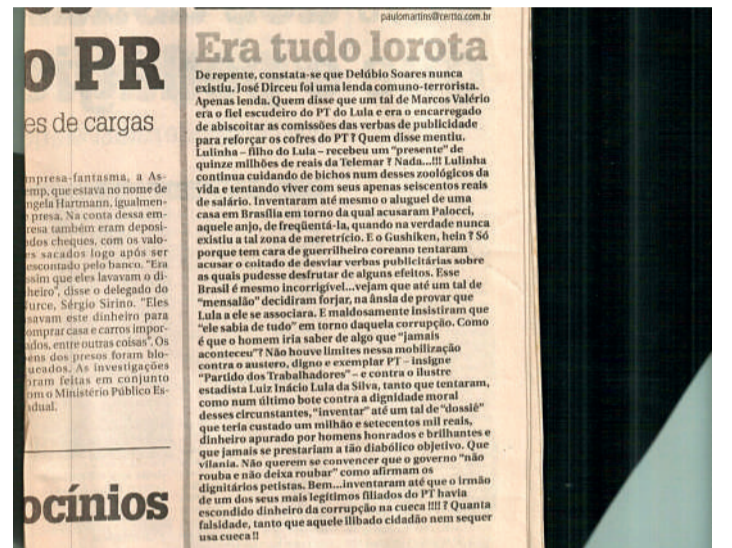 o PR
es de cargas
mpresa-fantasma, a As-
emp, que estava no nome de
ngela Hartmann, igualmen-
presa. Na conta dessa em-
resa também eram deposi-
dos cheques, com os valo-
es sacados logo após ser
escontado pelo banco. "Era
ssim que eles lavavam o di-
heiro", disse o delegado do
urce, Sérgio Sirino. "Eles
savam este dinheiro para
omprar casa e carros impor-
ados, entre outras coisas". Os
ens dos presos foram blo-
ueados. As investigações
oram feitas em conjunto
om o Ministério Público Es-
adual.
ocínios
paulomartins@certto.com.br
Era tudo lorota
De repente, constata-se que Delúbio Soares nunca
existiu. José Dirceu foi uma lenda comuno-terrorista.
Apenas lenda. Quem disse que um tal de Marcos Valério
era o fiel escudeiro do PT do Lula e era o encarregado
de abiscoitar as comissões das verbas de publicidade
para reforçar os cofres do PT ? Quem disse mentiu.
Lulinha – filho do Lula – recebeu um "presente" de
quinze milhões de reais da Telemar ? Nada...!!! Lulinha
continua cuidando de bichos num desses zoológicos da
vida e tentando viver com seus apenas seiscentos reais
de salário. Inventaram até mesmo o aluguel de uma
casa em Brasília em torno da qual acusaram Palocci,
aquele anjo, de freqüentá-la, quando na verdade nunca
existiu a tal zona de meretrício. E o Gushiken, hein ? Só
porque tem cara de guerrilheiro coreano tentaram
acusar o coitado de desviar verbas publicitárias sobre
as quais pudesse desfrutar de alguns efeitos. Esse
Brasil é mesmo incorrigível...vejam que até um tal de
"mensalão" decidiram forjar, na ânsia de provar que
Lula a ele se associara. E maldosamente insistiram que
"ele sabia de tudo" em torno daquela corrupção. Como
é que o homem iria saber de algo que "jamais
aconteceu"? Não houve limites nessa mobilização
contra o austero, digno e exemplar PT – insigne
"Partido dos Trabalhadores" – e contra o ilustre
estadista Luiz Inácio Lula da Silva, tanto que tentaram,
como num último bote contra a dignidade moral
desses circunstantes, "inventar" até um tal de "dossiê"
que teria custado um milhão e setecentos mil reais,
dinheiro apurado por homens honrados e brilhantes e
que jamais se prestariam a tão diabólico objetivo. Que
vilania. Não querem se convencer que o governo "não
rouba e não deixa roubar" como afirmam os
dignitários petistas. Bem...inventaram até que o irmão
de um dos seus mais legítimos filiados do PT havia
escondido dinheiro da corrupção na cueca !!!! ? Quanta
falsidade, tanto que aquele ilibado cidadão nem sequer
usa cueca !!